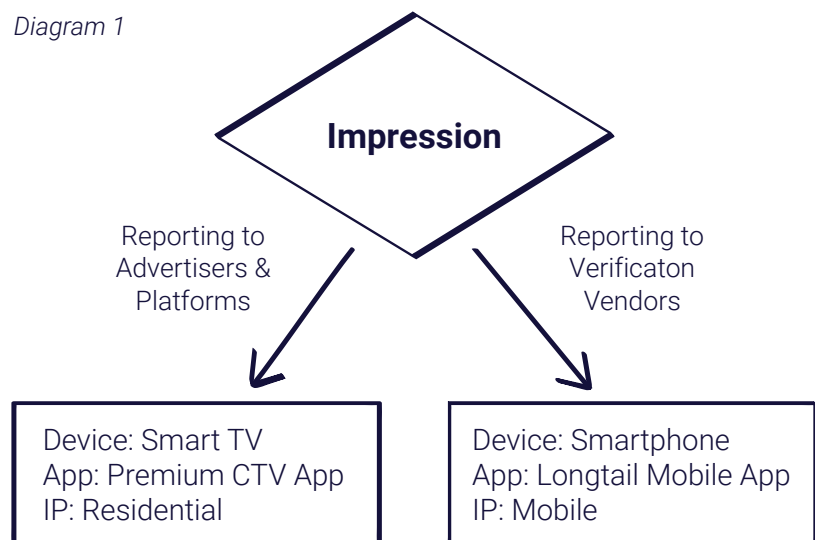 Diagram 1
Impression
Reporting to
Advertisers &
Platforms
Reporting to
Verificaton
Vendors
Device: Smart TV
App: Premium CTV App
IP: Residential
Device: Smartphone
App: Longtail Mobile App
IP: Mobile